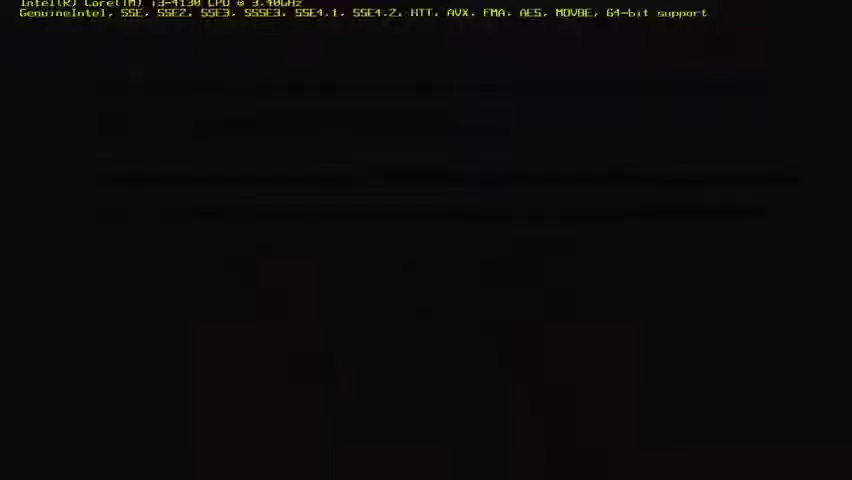 Intel(R) Core(TM) i3-4130 CPU @ 3.40GHz
GenuineIntel, SSE, SSE2, SSE3, SSSE3, SSE4.1, SSE4.2, HTT, AVX, FMA, AES, MOVBE, 64-bit support